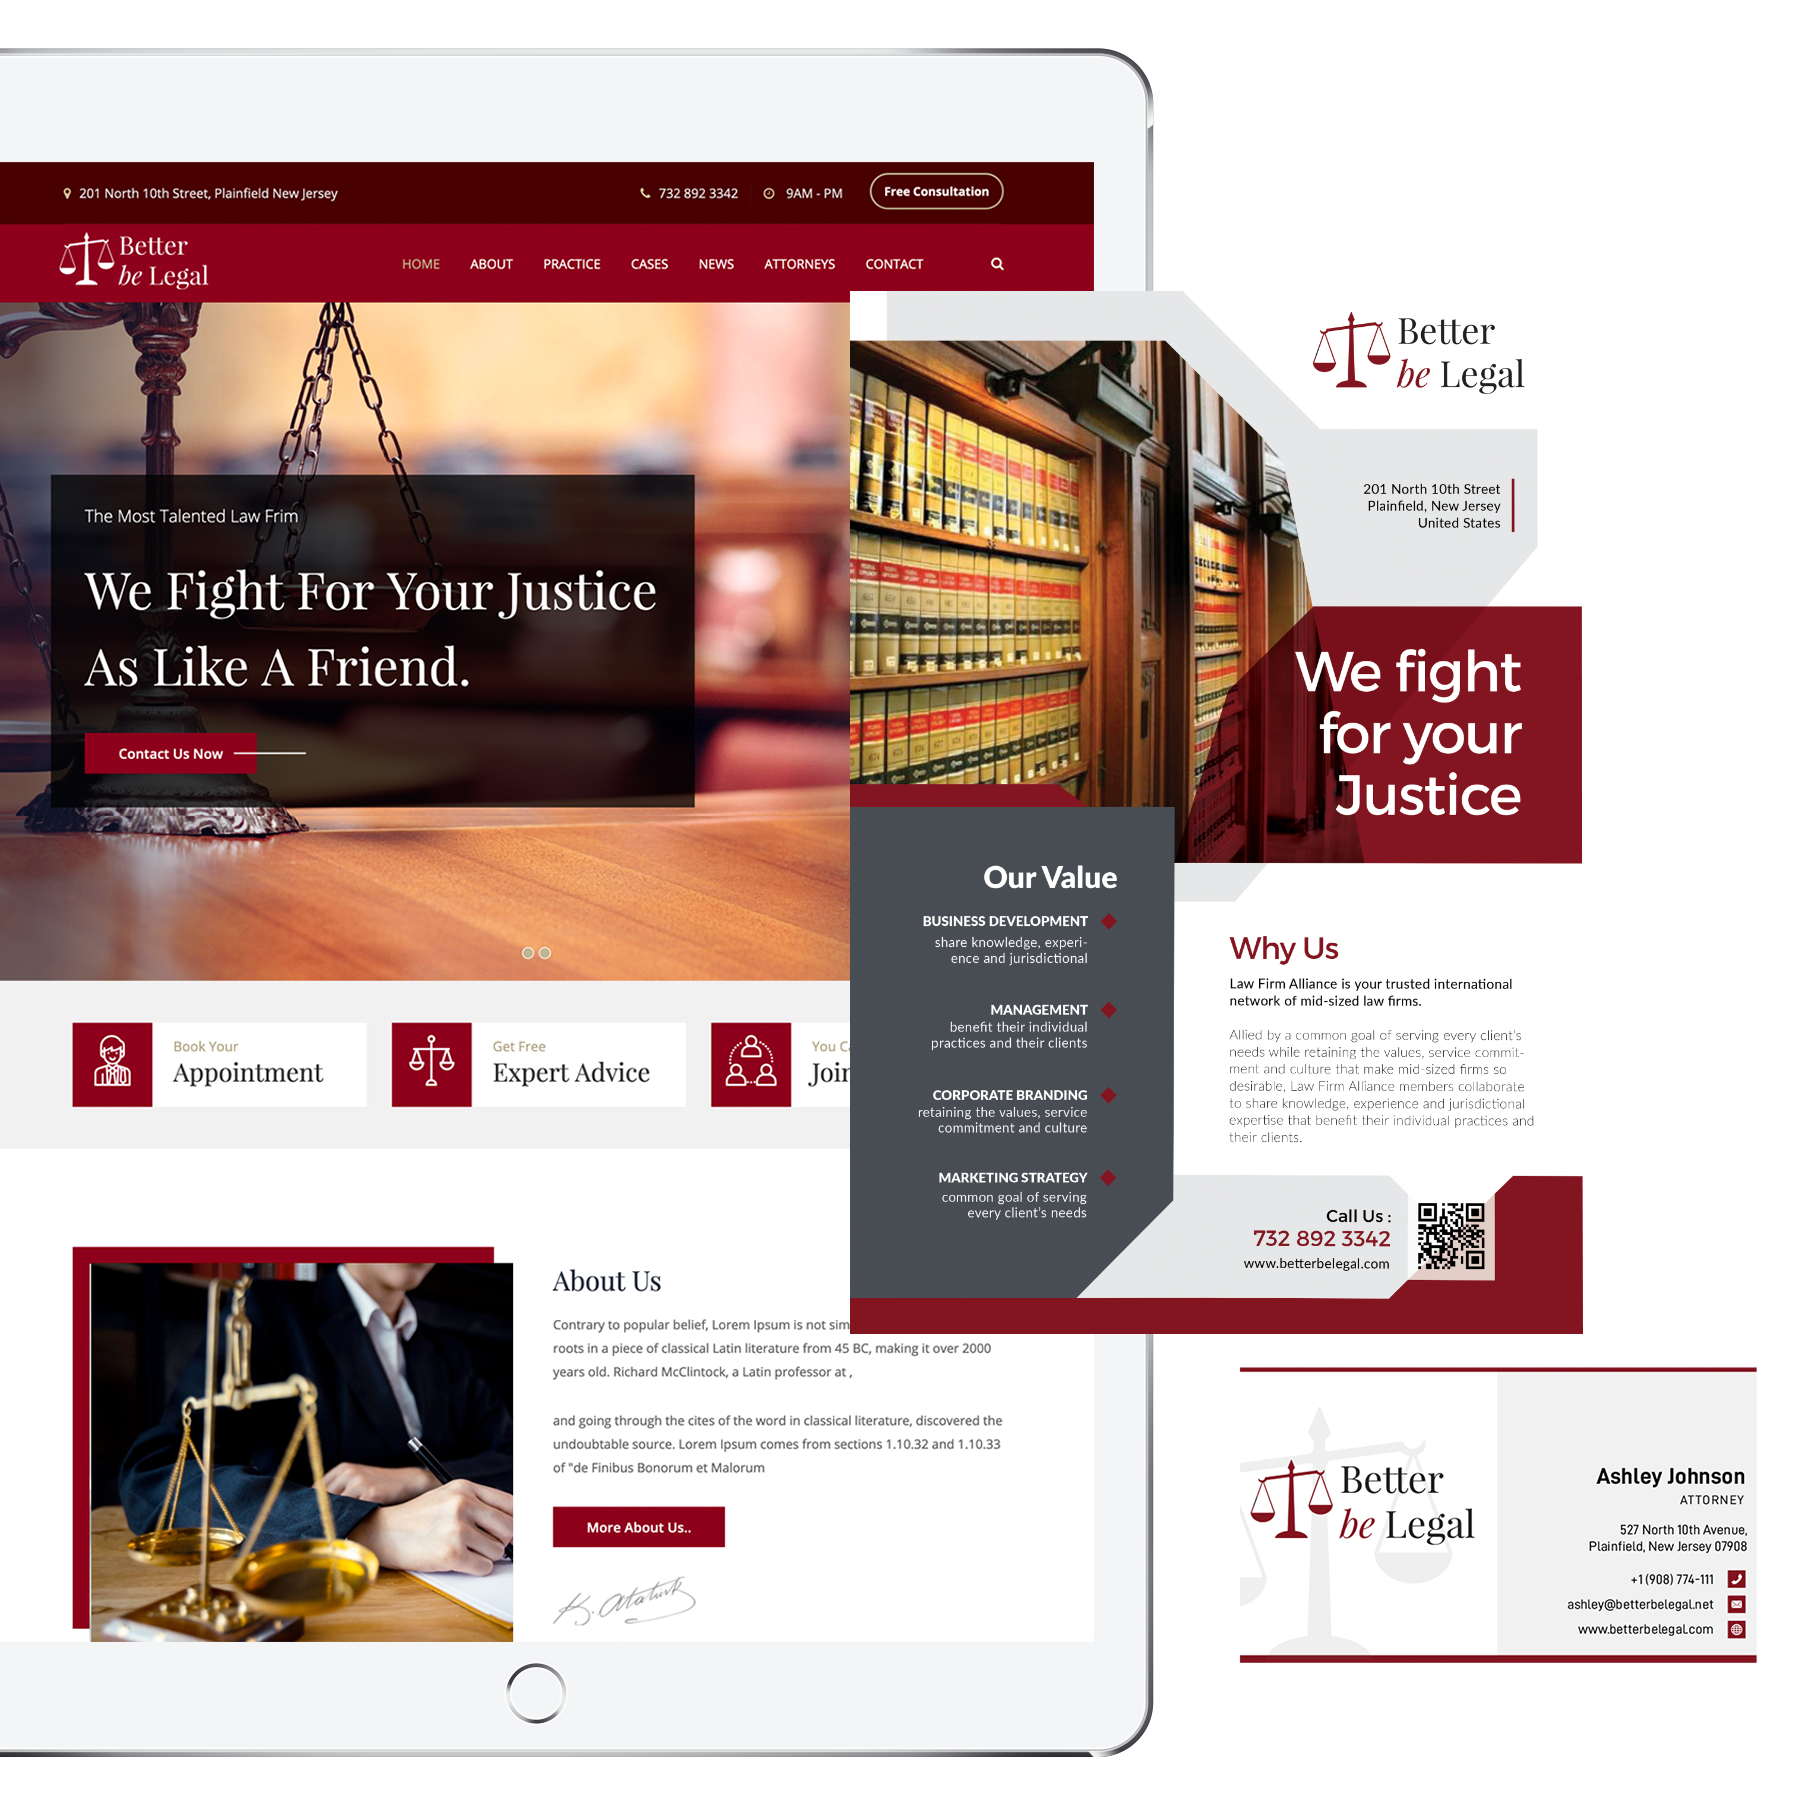 201 North 10th Street, Plainfield New Jersey
732 892 3342
9AM - PM
Free Consultation
Better
be Legal
HOME
ABOUT
PRACTICE
CASES
NEWS
ATTORNEYS
CONTACT
The Most Talented Law Frim
We Fight For Your Justice
As Like A Friend.
Contact Us Now
Book Your
Appointment
Get Free
Expert Advice
You
About Us
Contrary to popular belief, Lorem Ipsum is not
roots in a piece of classical Latin literature from 45 BC, making it over 2000
years old. Richard McClintock, a Latin professor at ,
and going through the cites of the word in classical literature, discovered the
undoubtable source. Lorem Ipsum comes from sections 1.10.32 and 1.10.33
of "de Finibus Bonorum et Malorum
More About Us..
Better
be Legal
201 North 10th Street
Plainfield, New Jersey
United States
We fight
for your
Justice
Our Value
BUSINESS DEVELOPMENT
share knowledge, experi-
ence and jurisdictional
MANAGEMENT
benefit their individual
practices and their clients
CORPORATE BRANDING
retaining the values, service
commitment and culture
MARKETING STRATEGY
common goal of serving
every client's needs
Why Us
Law Firm Alliance is your trusted international
network of mid-sized law firms.
Allied by a common goal of serving every client's
needs while retaining the values, service commit-
ment and culture that make mid-sized firms so
desirable, Law Firm Alliance members collaborate
to share knowledge, experience and jurisdictional
expertise that benefit their individual practices and
their clients.
Call Us :
732 892 3342
www.betterbelegal.com
Better
be Legal
Ashley Johnson
ATTORNEY
527 North 10th Avenue,
Plainfield, New Jersey 07908
+1 (908) 774-111
ashley@betterbelegal.net
www.betterbelegal.com